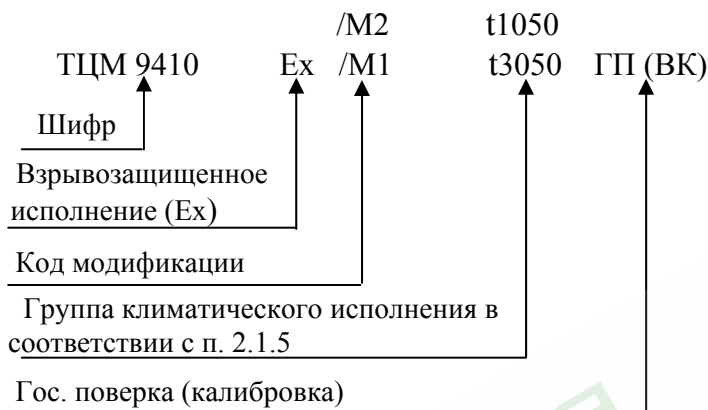 /М2 t1050
ТЦМ 9410 Ex /М1 t3050 ГП (ВК)
Шифр
Взрывозащищенное
исполнение (Ex)
Код модификации
Группа климатического исполнения в
соответствии с п. 2.1.5
Гос. поверка (калибровка)